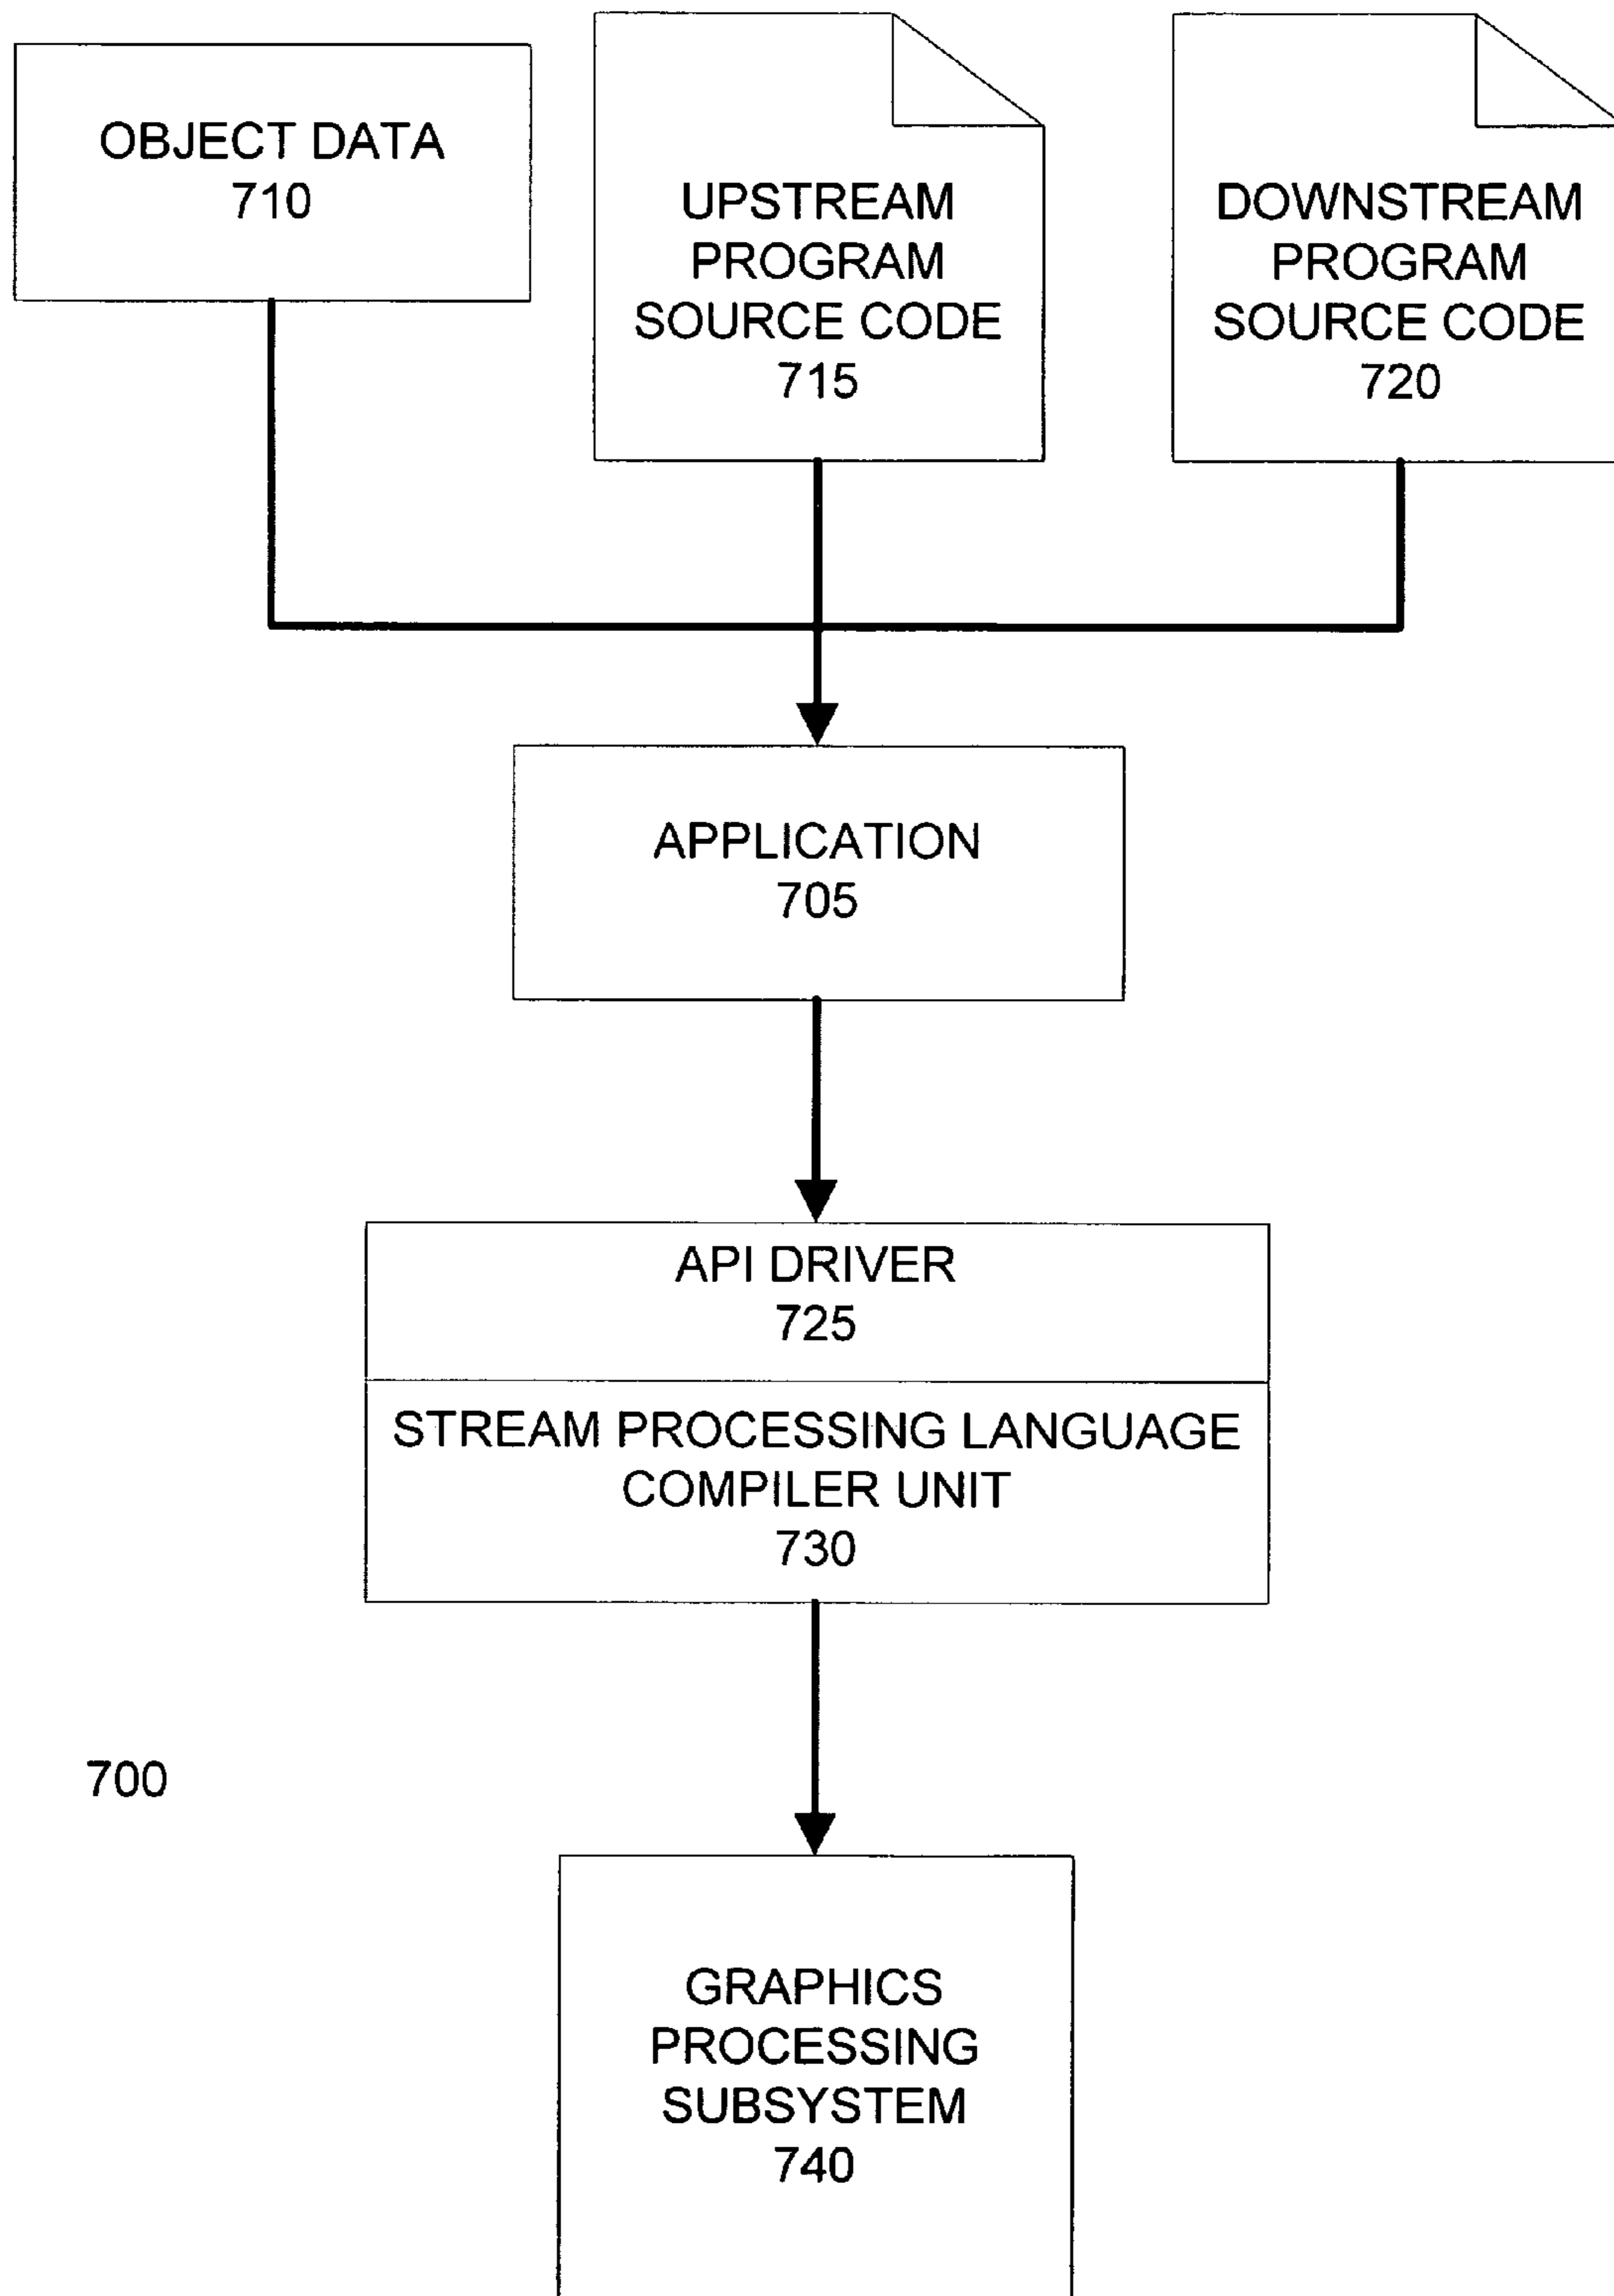 OBJECT DATA
710
UPSTREAM
PROGRAM
SOURCE CODE
715
DOWNSTREAM
PROGRAM
SOURCE CODE
720
APPLICATION
705
API DRIVER
725
STREAM PROCESSING LANGUAGE
COMPILER UNIT
730
700
GRAPHICS
PROCESSING
SUBSYSTEM
740